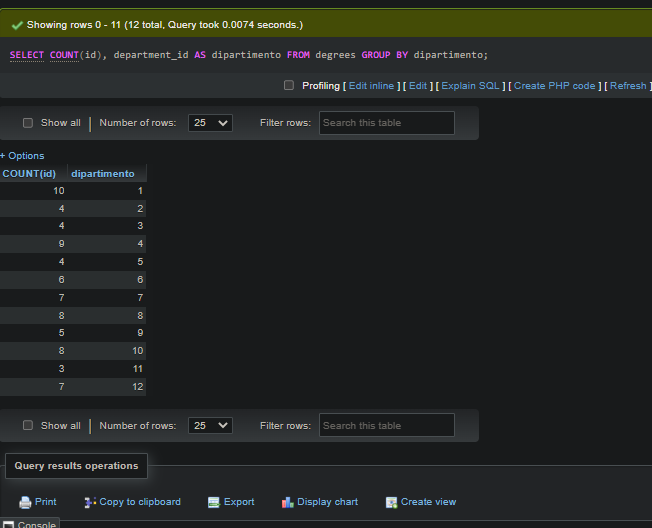 Showing rows 0 - 11 (12 total, Query took 0.0074 seconds.)
SELECT COUNT(id), department_id AS dipartimento FROM degrees GROUP BY dipartimento;
Profiling [ Edit inline ] [ Edit ] [ Explain SQL ] [ Create PHP code ] [ Refresh ]
Show all Number of rows: 25 Filter rows: Search this table
+ Options
COUNT(id) dipartimento
10 1
4 2
4 3
9 4
4 5
6 6
7 7
8 8
5 9
8 10
3 11
7 12
Show all Number of rows: 25 Filter rows: Search this table
Query results operations
Print Copy to clipboard Export Display chart Create view
Console